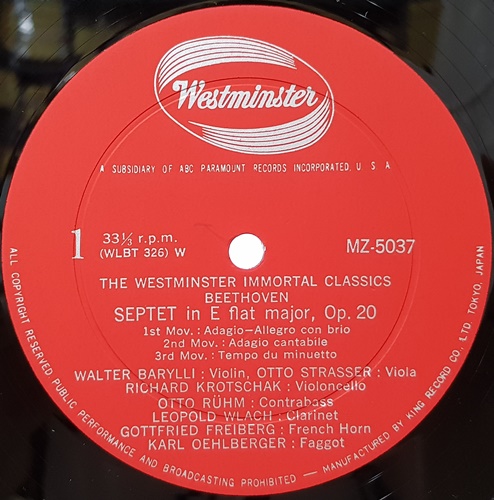 Westminster
A SUBSIDIARY OF ABC PARAMOUNT RECORDS INCORPORATED, U. S. A.
1
33⅓ r.p.m.
(WLBT 326) W
MZ-5037
THE WESTMINSTER IMMORTAL CLASSICS
BEETHOVEN
SEPTET in E flat major, Op. 20
1st Mov. : Adagio—Allegro con brio
2nd Mov. : Adagio cantabile
3rd Mov. : Tempo du minuetto
WALTER BARYLLI : Violin, OTTO STRASSER : Viola
RICHARD KROTSCHAK : Violoncello
OTTO RÜHM : Contrabass
LEOPOLD WLACH : Clarinet
GOTTFRIED FREIBERG : French Horn
KARL OEHLBERGER : Faggot
ALL COPYRIGHT RESERVED PUBLIC PERFORMANCE AND BROADCASTING PROHIBITED — MANUFACTURED BY KING RECORD CO. LTD TOKYO, JAPAN